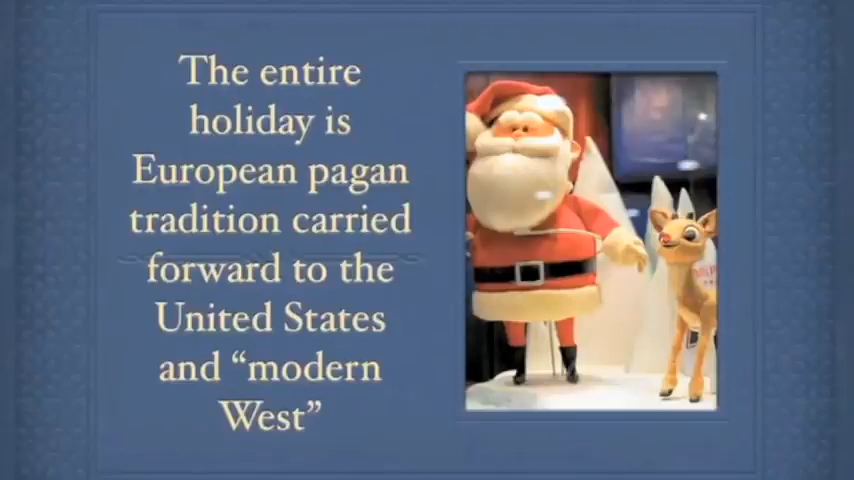 The entire
holiday is
European pagan
tradition carried
forward to the
United States
and “modern
West”